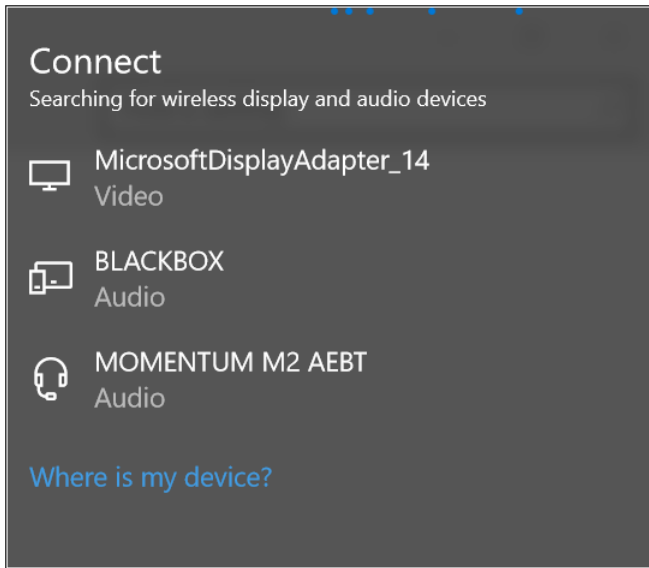 Connect
Searching for wireless display and audio devices
MicrosoftDisplayAdapter_14
Video
BLACKBOX
Audio
MOMENTUM M2 AEBT
Audio
Where is my device?